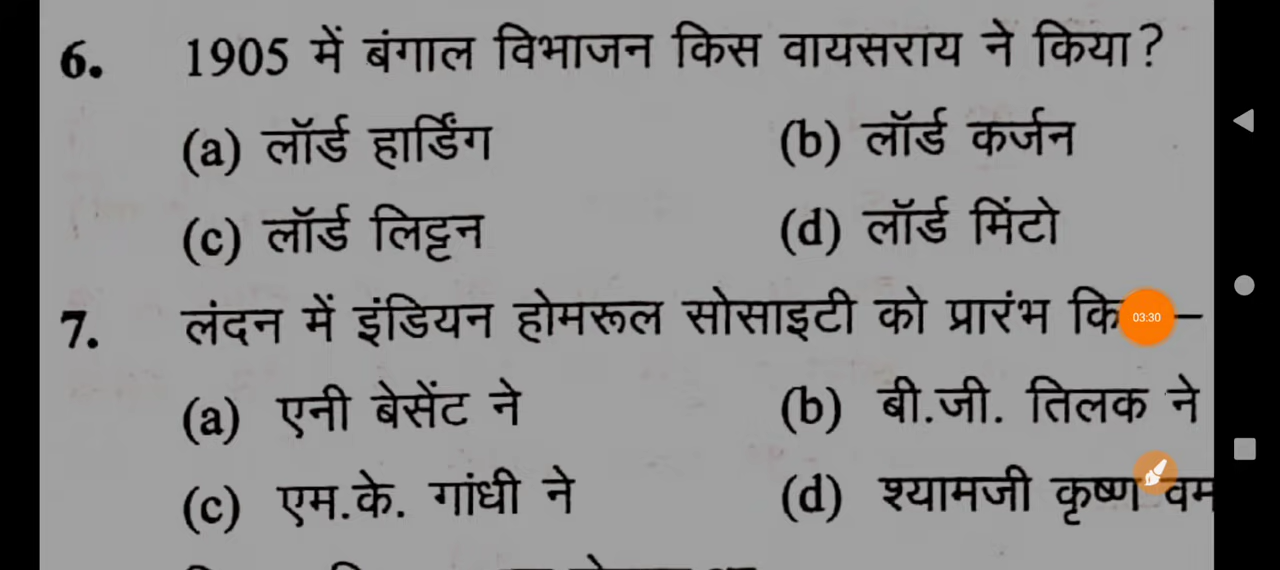 6. 1905 में बंगाल विभाजन किस वायसराय ने किया?
(a) लॉर्ड हार्डिंग (b) लॉर्ड कर्जन
(c) लॉर्ड लिट्टन (d) लॉर्ड मिंटो
7. लंदन में इंडियन होमरूल सोसाइटी को प्रारंभ —
03:30
(a) एनी बेसेंट ने (b) बी.जी. तिलक ने
(c) एम.के. गांधी ने (d) श्यामजी कृष्ण